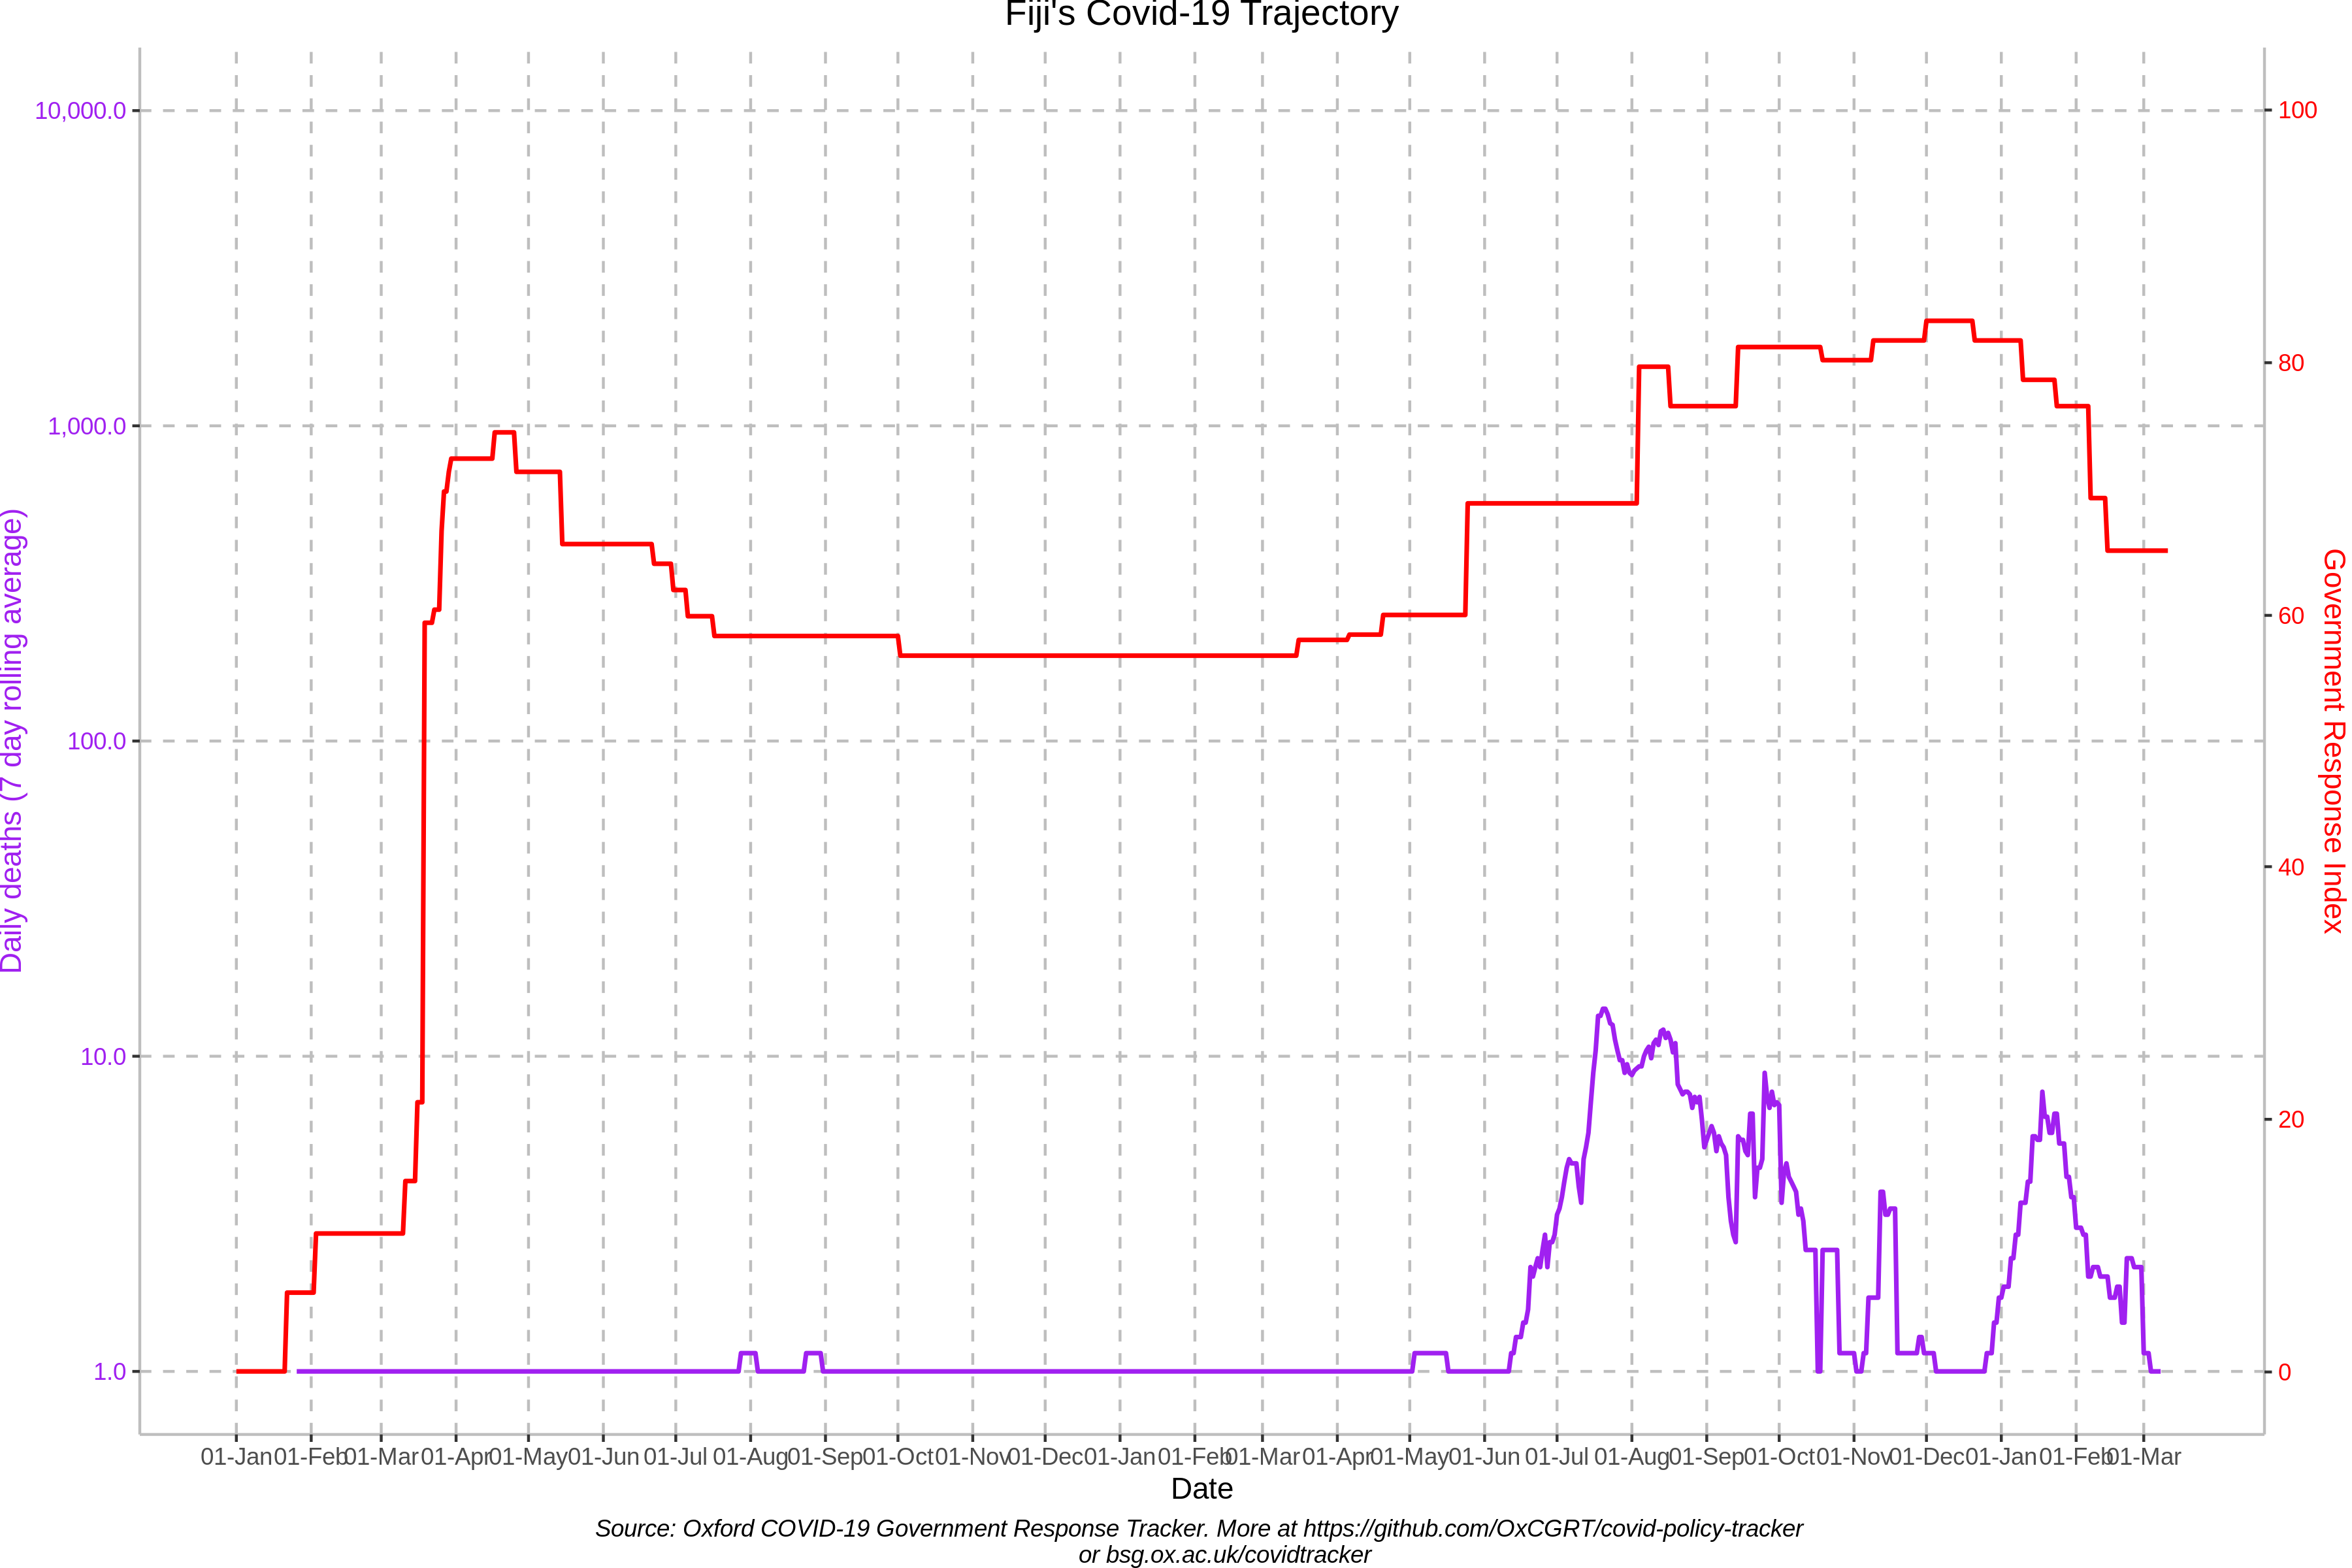 Fiji's Covid-19 Trajectory
10,000.0
1,000.0
100.0
10.0
1.0
Daily deaths (7 day rolling average)
100
80
60
40
20
0
Government Response Index
01-Jan 01-Feb 01-Mar 01-Apr 01-May 01-Jun 01-Jul 01-Aug 01-Sep 01-Oct 01-Nov 01-Dec 01-Jan 01-Feb 01-Mar 01-Apr 01-May 01-Jun 01-Jul 01-Aug 01-Sep 01-Oct 01-Nov 01-Dec 01-Jan 01-Feb 01-Mar
Date
Source: Oxford COVID-19 Government Response Tracker. More at https://github.com/OxCGRT/covid-policy-tracker
or bsg.ox.ac.uk/covidtracker